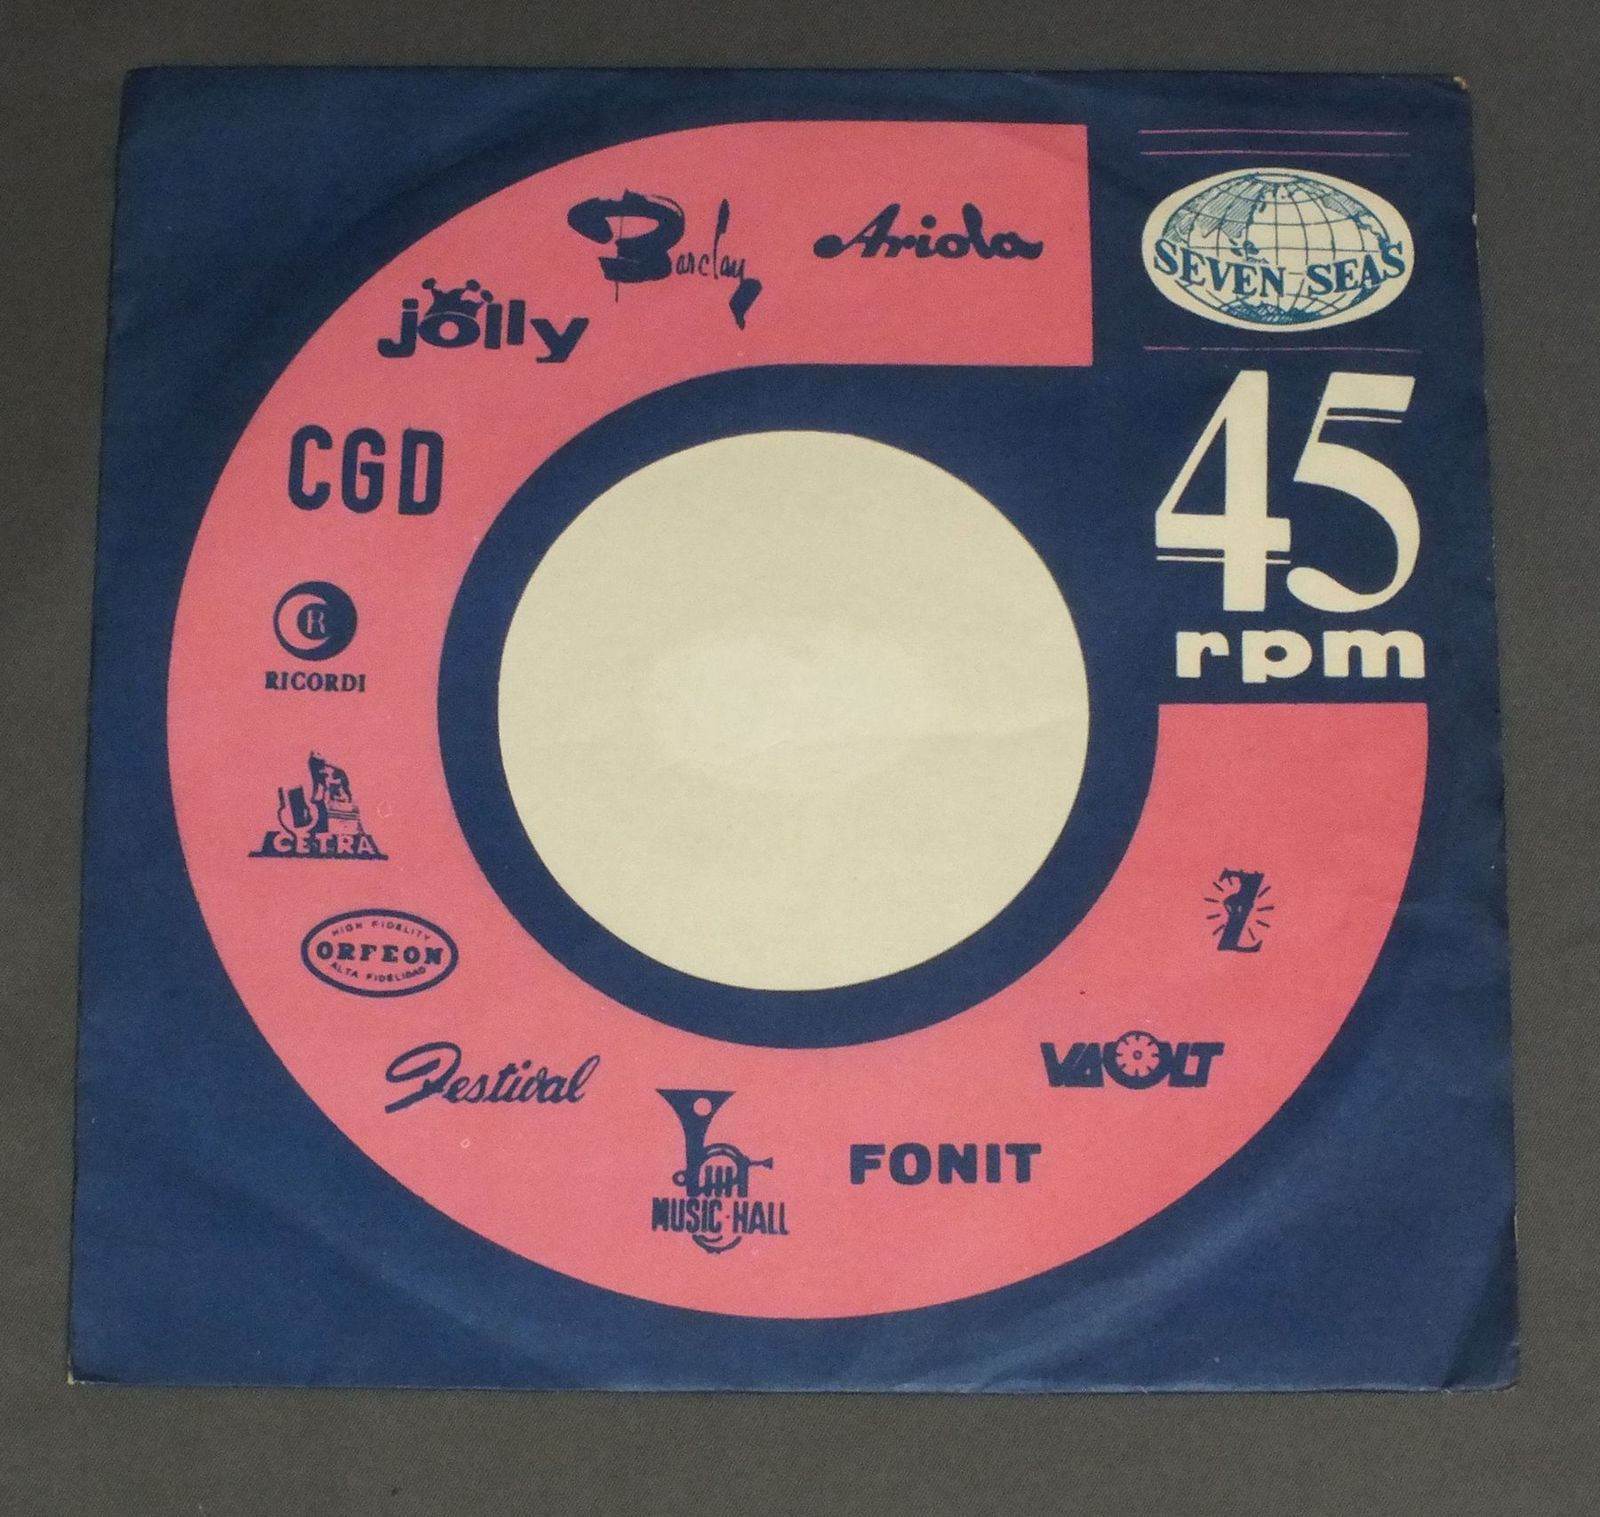 Ariola
Barclay
jolly
CGD
R
RICORDI
CETRA
HIGH FIDELITY
ORFEON
ALTA FIDELIDAD
Festival
MUSIC-HALL
FONIT
VAULT
Z
SEVEN SEAS
45
rpm